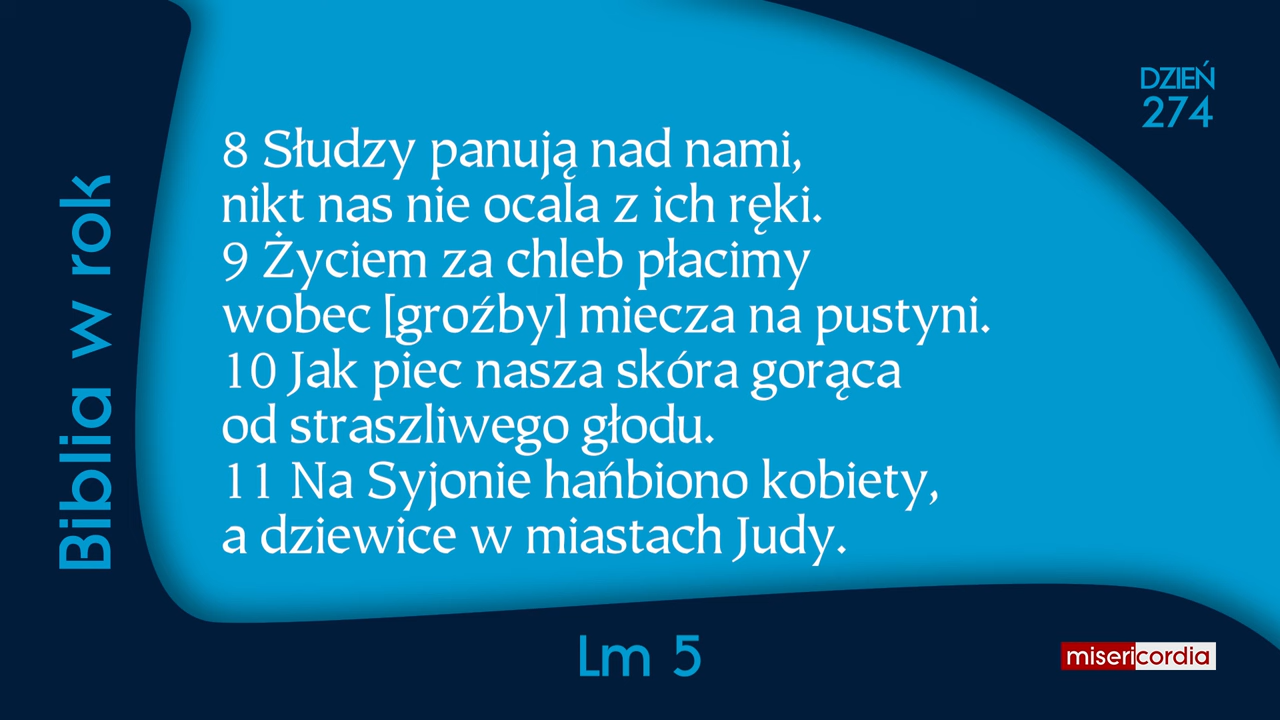 DZIEŃ
274
Biblia w rok
8 Słudzy panują nad nami,
nikt nas nie ocala z ich ręki.
9 Życiem za chleb płacimy
wobec [groźby] miecza na pustyni.
10 Jak piec nasza skóra gorąca
od straszliwego głodu.
11 Na Syjonie hańbiono kobiety,
a dziewice w miastach Judy.
Lm 5
misericordia